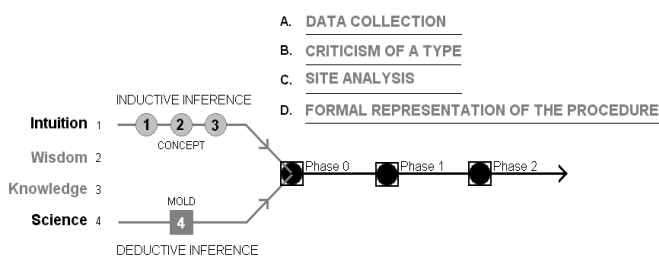 A. DATA COLLECTION
B. CRITICISM OF A TYPE
C. SITE ANALYSIS
D. FORMAL REPRESENTATION OF THE PROCEDURE
INDUCTIVE INFERENCE
Intuition 1
1 2 3
CONCEPT
Wisdom 2
Phase 0 Phase 1 Phase 2
Knowledge 3
MOLD
Science 4
4
DEDUCTIVE INFERENCE